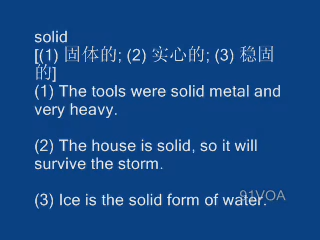 solid
[(1) 固体的; (2) 实心的; (3) 稳固
的]
(1) The tools were solid metal and
very heavy.
(2) The house is solid, so it will
survive the storm.
(3) Ice is the solid form of water.
91VOA